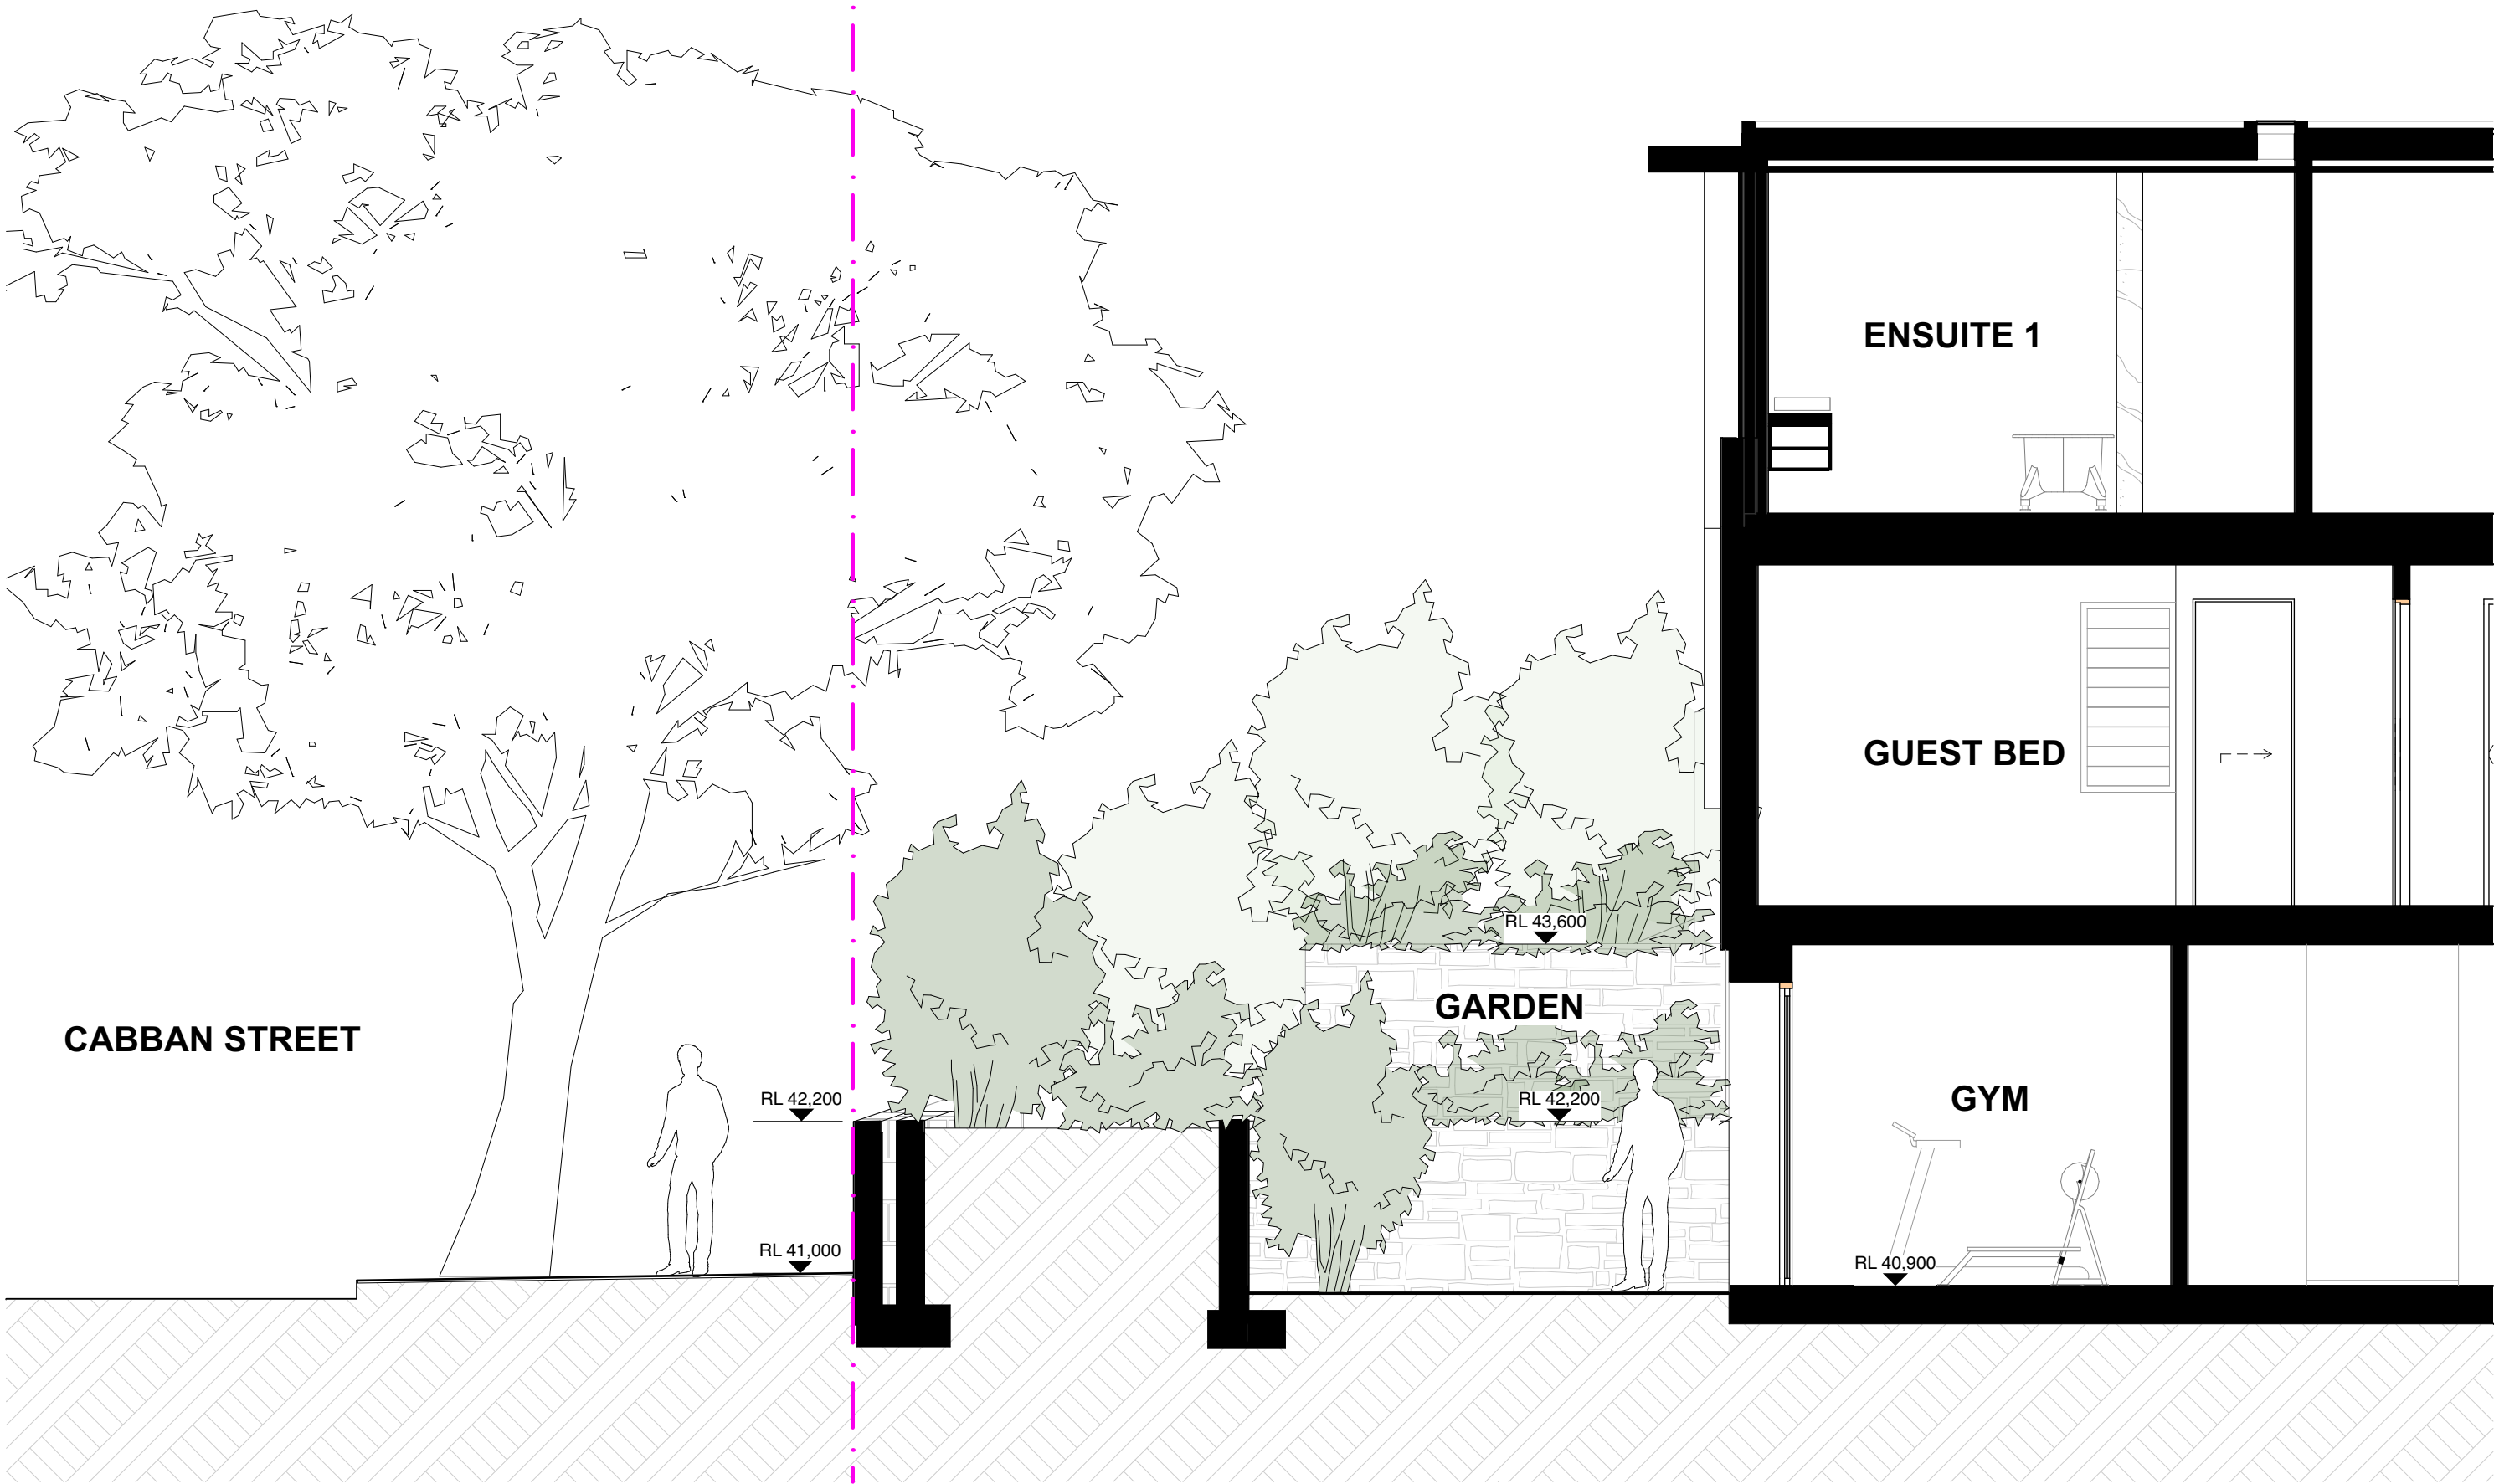 ENSUITE 1
GUEST BED
RL 43,600
GARDEN
CABBAN STREET
RL 42,200
RL 42,200
GYM
RL 41,000
RL 40,900